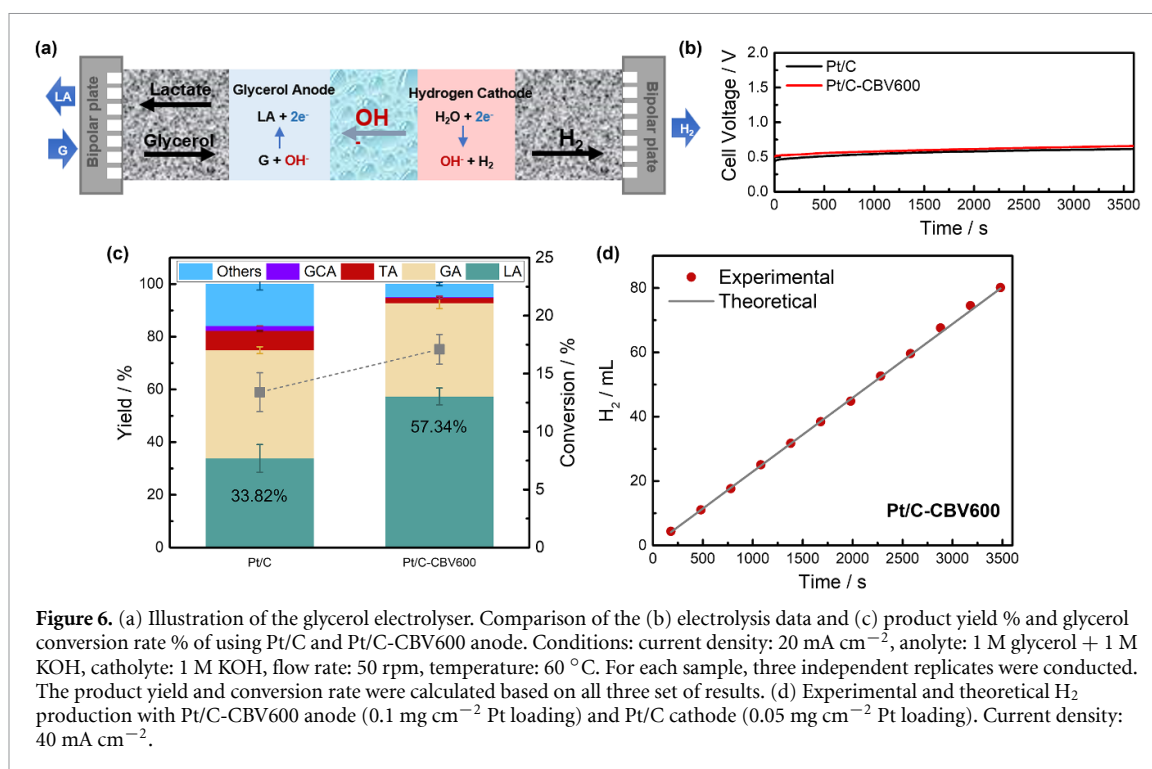 (a)
LA
G
Bipolar plate
Lactate
Glycerol
Glycerol Anode
LA + 2e-
G + OH-
OH
-
Hydrogen Cathode
H₂O + 2e-
OH- + H₂
H₂
Bipolar plate
H₂
(b)
Cell Voltage / V
2.0
1.5
1.0
0.5
0.0
Pt/C
Pt/C-CBV600
0 500 1000 1500 2000 2500 3000 3500
Time / s
(c)
Others GCA TA GA LA
Yield / %
100
80
60
40
20
0
33.82%
57.34%
Pt/C Pt/C-CBV600
25
20
15
10
5
0
Conversion / %
(d)
H₂ / mL
80
60
40
20
0
Experimental
Theoretical
Pt/C-CBV600
0 500 1000 1500 2000 2500 3000 3500
Time / s
Figure 6. (a) Illustration of the glycerol electrolyser. Comparison of the (b) electrolysis data and (c) product yield % and glycerol
conversion rate % of using Pt/C and Pt/C-CBV600 anode. Conditions: current density: 20 mA cm⁻², anolyte: 1 M glycerol + 1 M
KOH, catholyte: 1 M KOH, flow rate: 50 rpm, temperature: 60 °C. For each sample, three independent replicates were conducted.
The product yield and conversion rate were calculated based on all three set of results. (d) Experimental and theoretical H₂
production with Pt/C-CBV600 anode (0.1 mg cm⁻² Pt loading) and Pt/C cathode (0.05 mg cm⁻² Pt loading). Current density:
40 mA cm⁻².